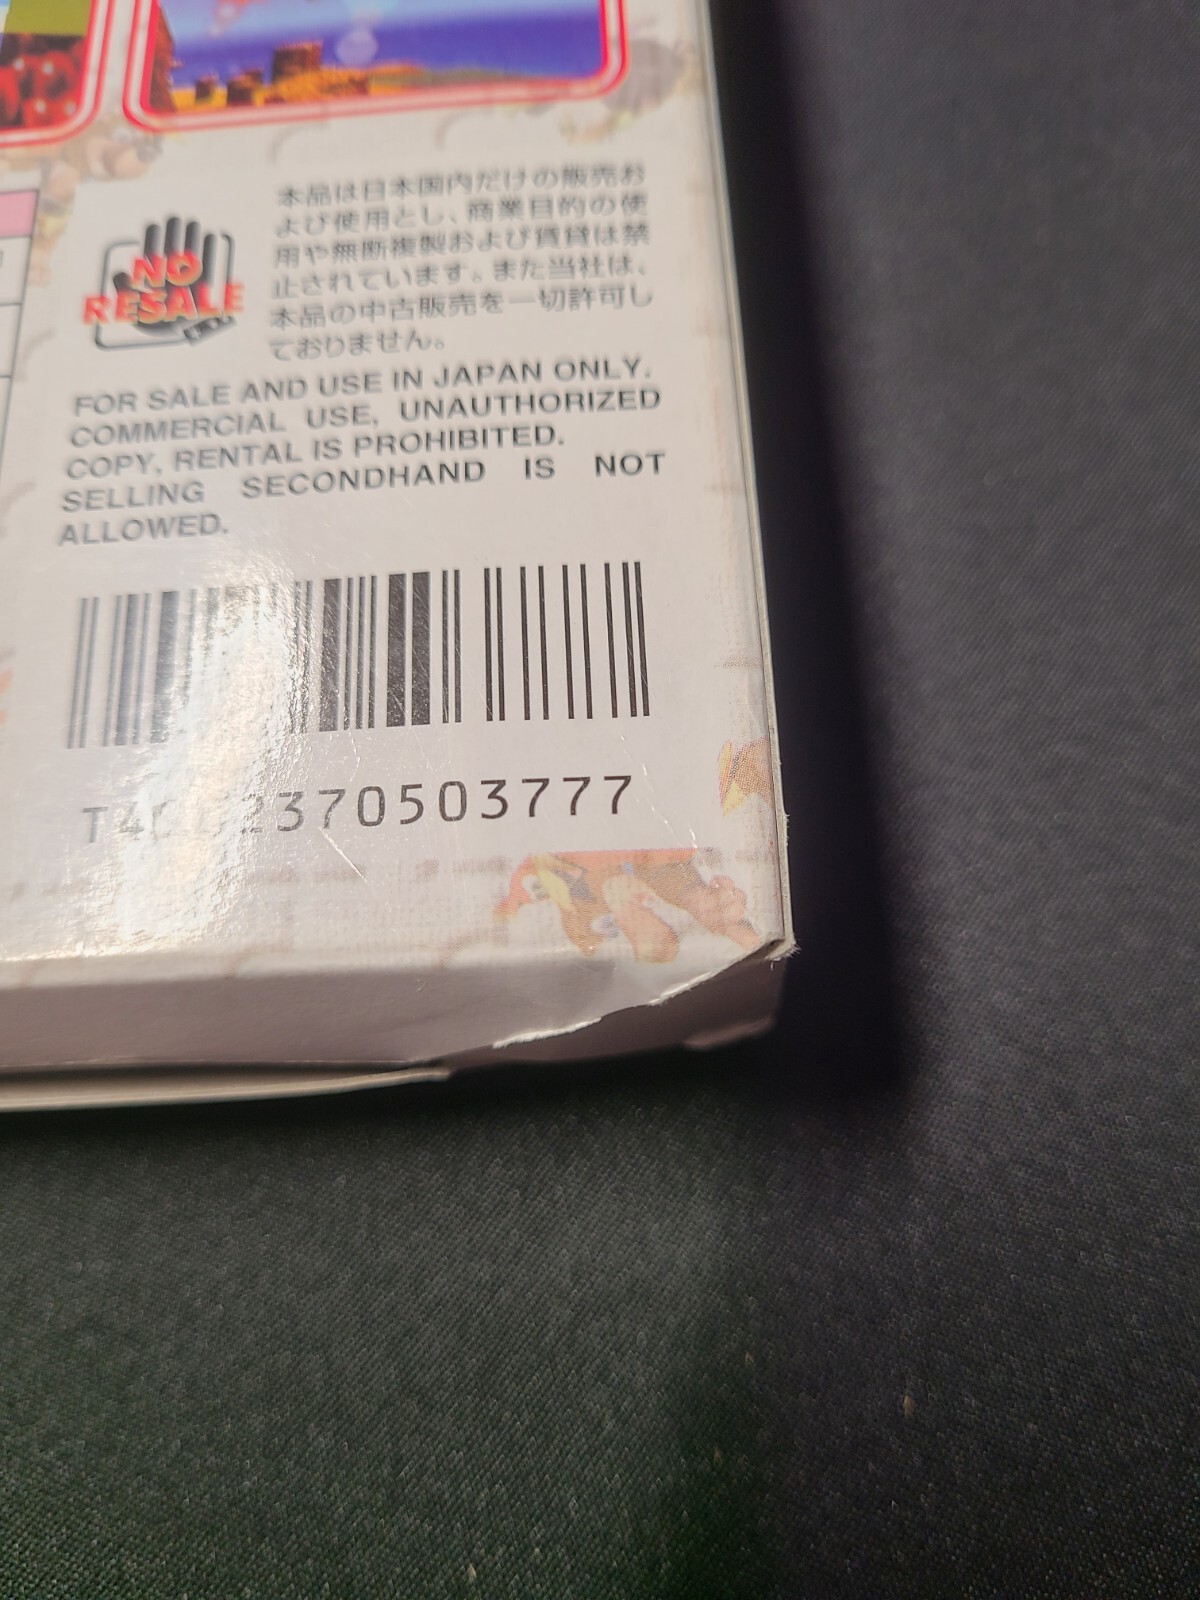 NO
RESALE
本品は日本国内だけの販売お
よび使用とし、商業目的の使
用や無断複製および賃貸は禁
止されています。また当社は、
本品の中古販売を一切許可し
ておりません。
FOR SALE AND USE IN JAPAN ONLY.
COMMERCIAL USE, UNAUTHORIZED
COPY, RENTAL IS PROHIBITED.
SELLING SECONDHAND IS NOT
ALLOWED.
2370503777